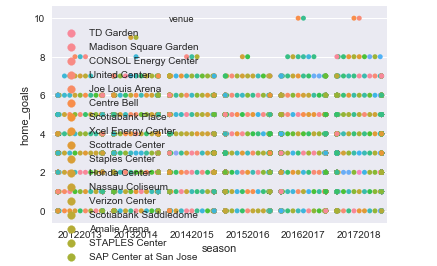 venue
TD Garden
Madison Square Garden
CONSOL Energy Center
United Center
Joe Louis Arena
Centre Bell
Scotiabank Place
Xcel Energy Center
Scottrade Center
Staples Center
Honda Center
Nassau Coliseum
Verizon Center
Scotiabank Saddledome
Amalie Arena
STAPLES Center
SAP Center at San Jose
10
8
6
4
2
0
home_goals
20122013 20132014 20142015 20152016 20162017 20172018
season